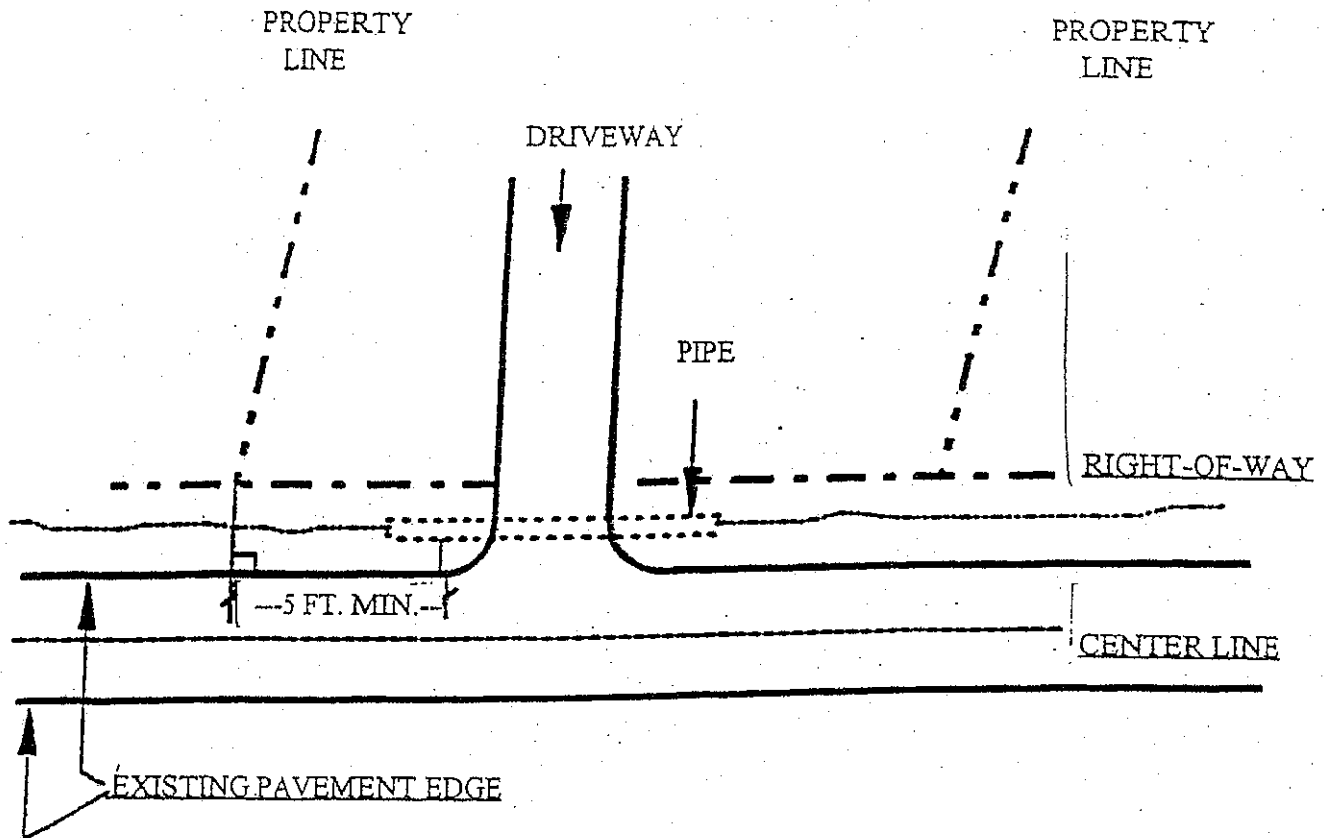 PROPERTY
LINE
PROPERTY
LINE
DRIVEWAY
PIPE
RIGHT-OF-WAY
---5 FT. MIN.---
CENTER LINE
EXISTING PAVEMENT EDGE